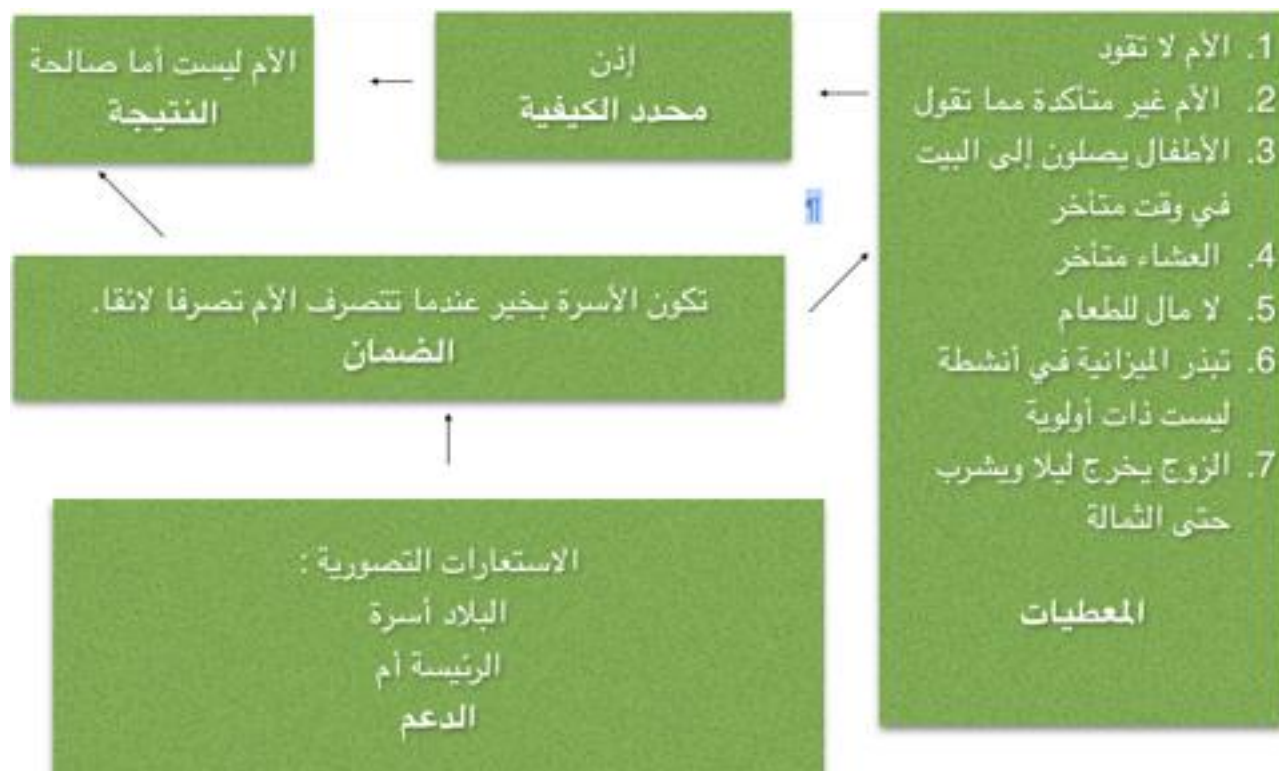 1. الأم لا تقود
2. الأم غير متأكدة مما تقول
3. الأطفال يصلون إلى البيت
في وقت متأخر
4. العشاء متأخر
5. لا مال للطعام
6. تبذر الميزانية في أنشطة
ليست ذات أولوية
7. الزوج يخرج ليلا ويشرب
حتى الثمالة
المعطيات
إذن
محدد الكيفية
الأم ليست أما صالحة
النتيجة
¶
تكون الأسرة بخير عندما تتصرف الأم تصرفا لائقا.
الضمان
الاستعارات التصورية :
البلاد أسرة
الرئيسة أم
الدعم